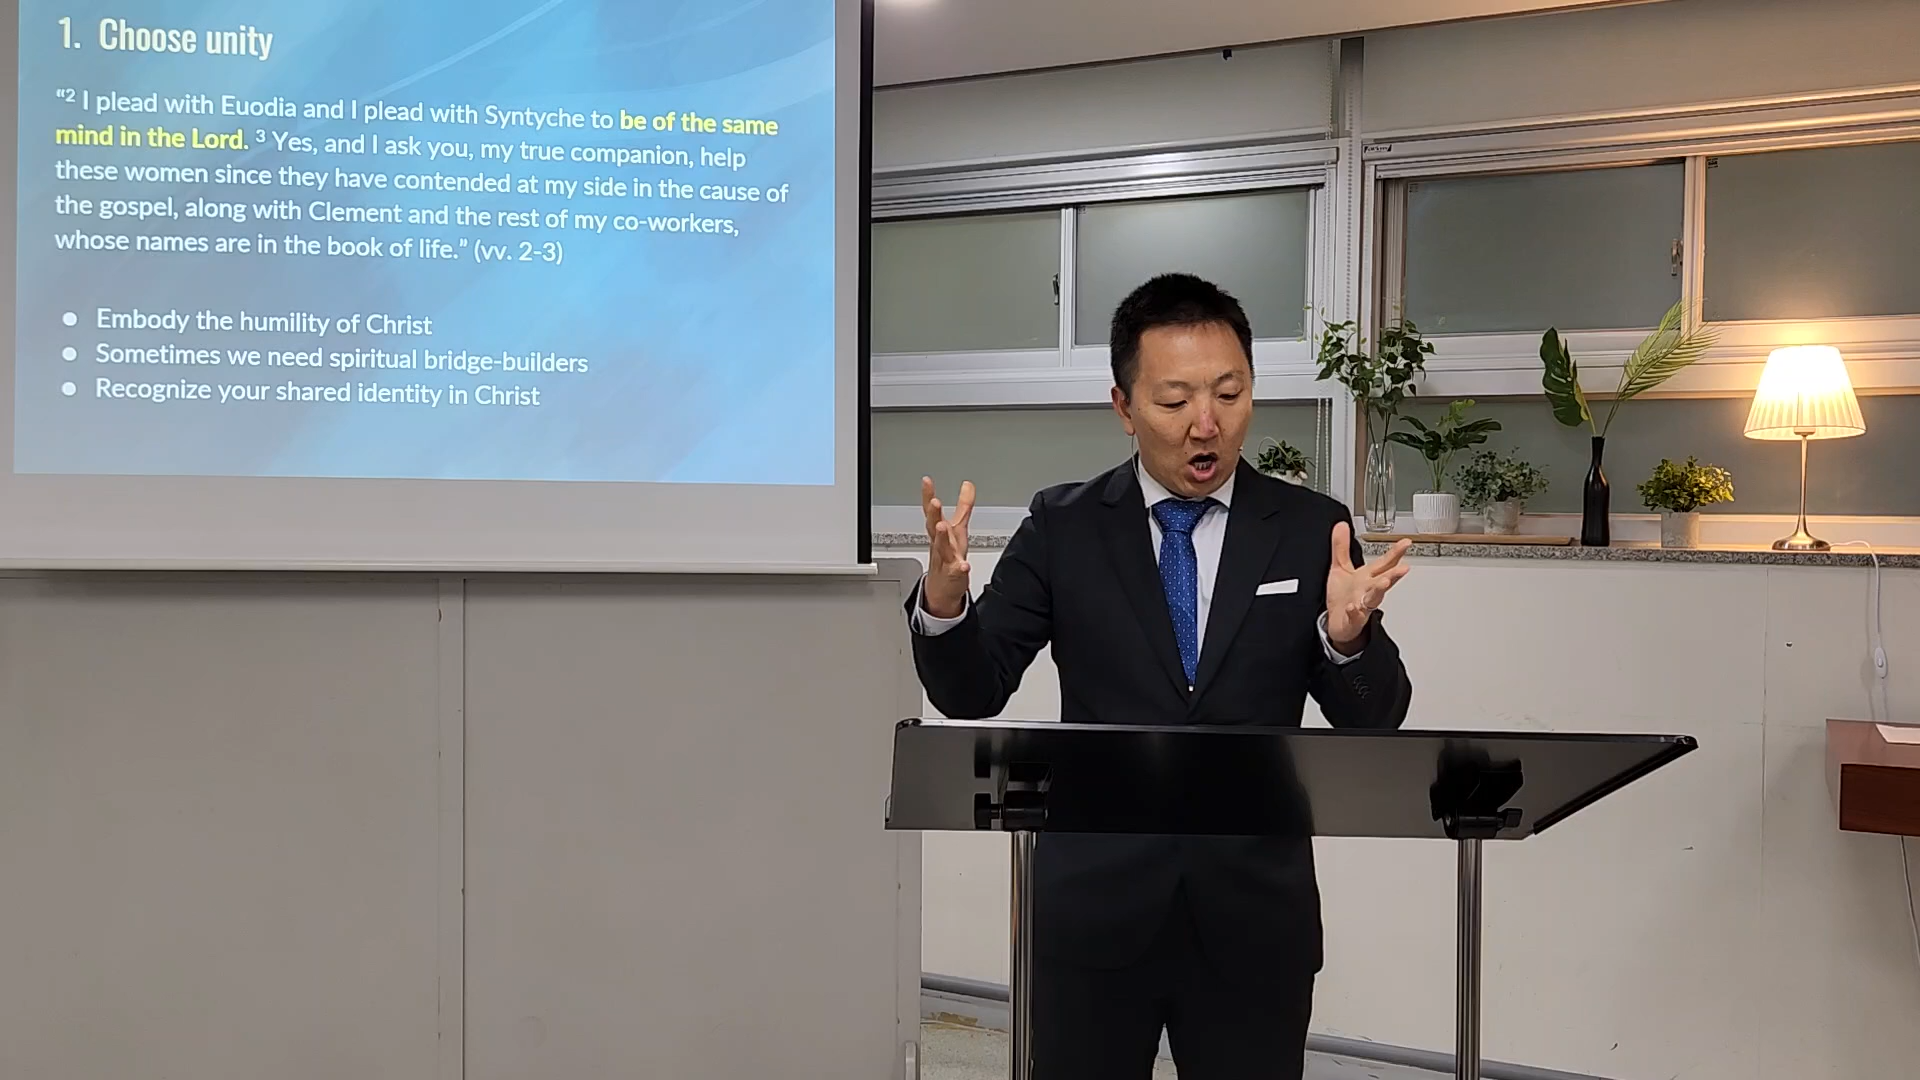 1. Choose unity
“² I plead with Euodia and I plead with Syntyche to be of the same
mind in the Lord. ³ Yes, and I ask you, my true companion, help
these women since they have contended at my side in the cause of
the gospel, along with Clement and the rest of my co-workers,
whose names are in the book of life.” (vv. 2-3)
● Embody the humility of Christ
● Sometimes we need spiritual bridge-builders
● Recognize your shared identity in Christ